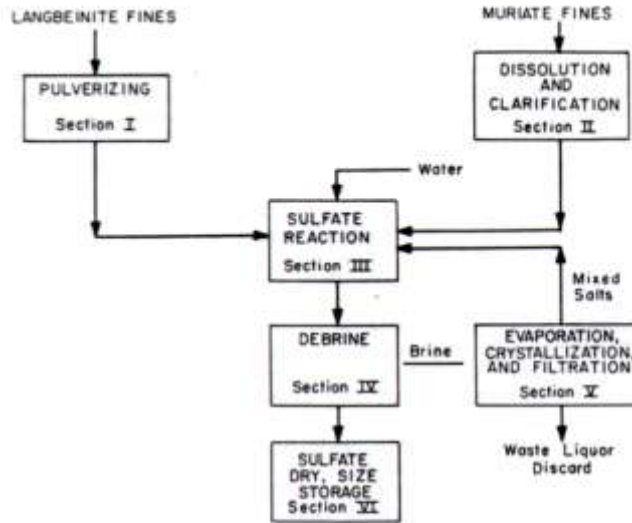 LANGBEINITE FINES
MURIATE FINES
PULVERIZING
Section I
DISSOLUTION
AND
CLARIFICATION
Section II
Water
SULFATE
REACTION
Section III
Mixed
Salts
DEBRINE
Section IV
Brine
EVAPORATION,
CRYSTALLIZATION,
AND FILTRATION
Section V
Waste Liquor
Discard
SULFATE
DRY, SIZE
STORAGE
Section VI